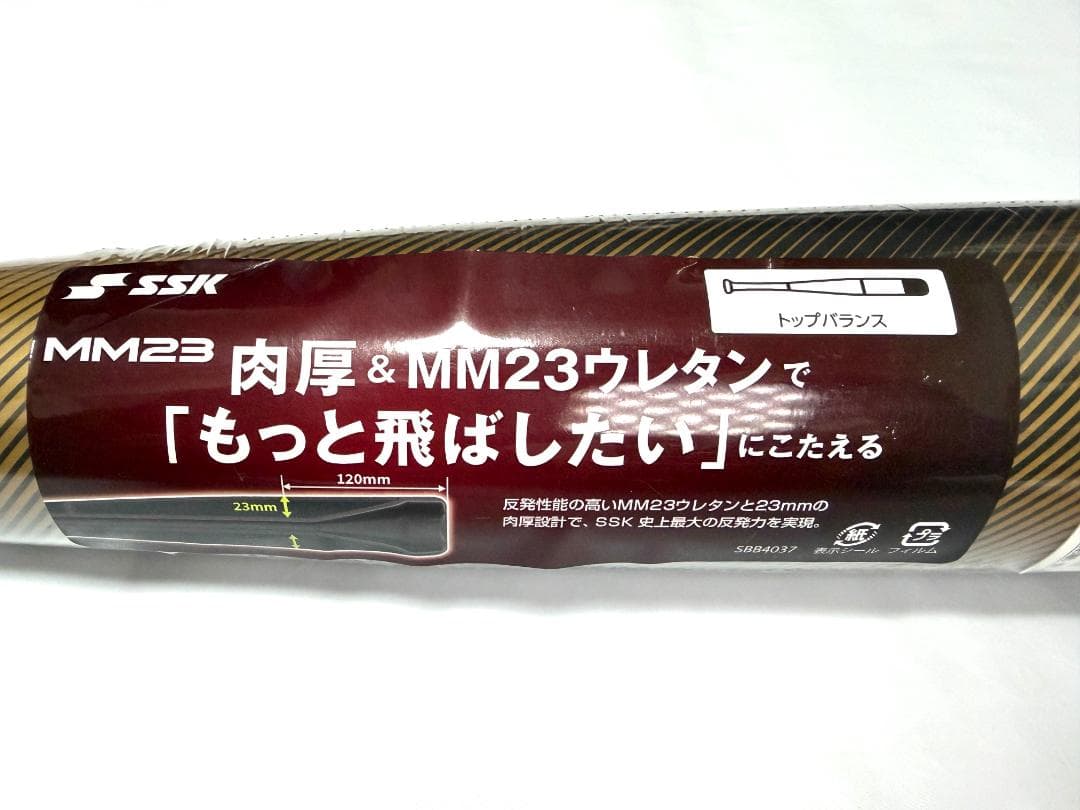 SSK
トップバランス
MM23
肉厚&MM23ウレタンで
「もっと飛ばしたい」にこたえる
120mm
23mm
反発性能の高いMM23ウレタンと23mmの
肉厚設計で、SSK 史上最大の反発力を実現。
SBB4037
紙
表示シール
プラ
フィルム